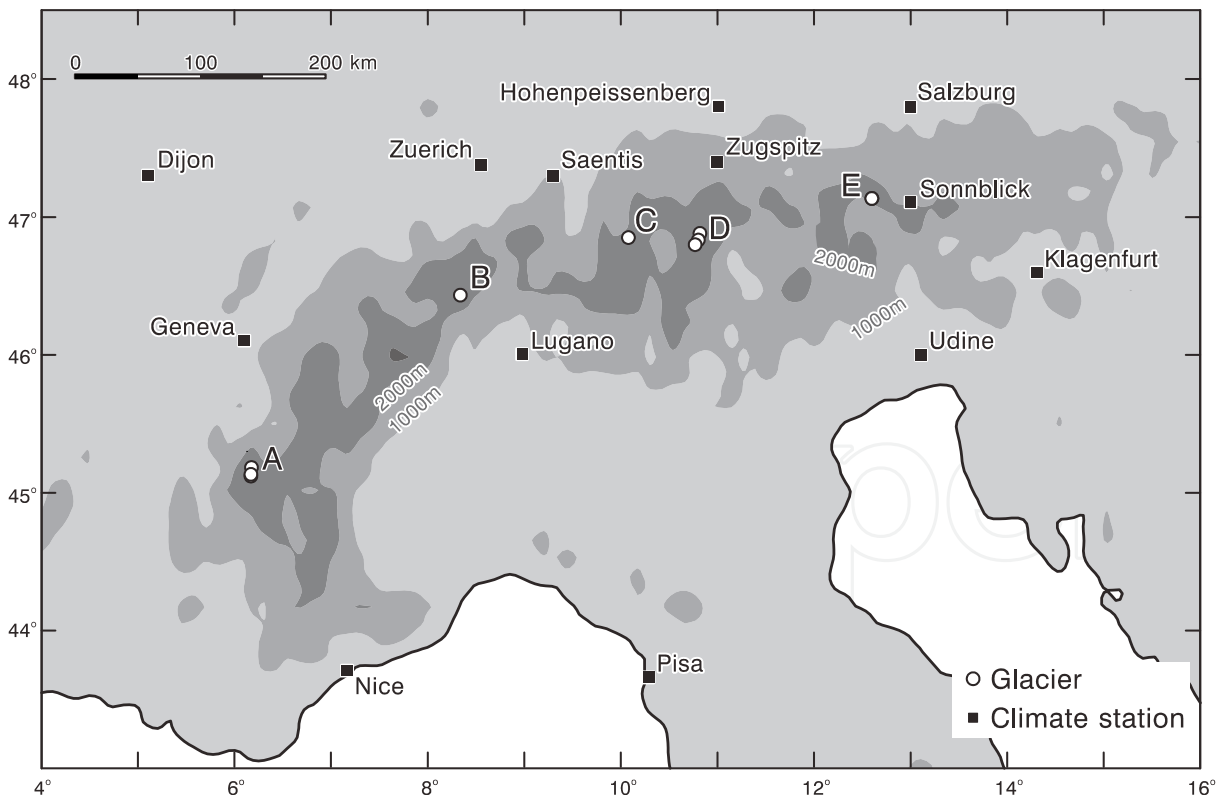 0 100 200 km
48°
Hohenpeissenberg
Salzburg
Dijon
Zuerich
Saentis
Zugspitz
47°
E
Sonnblick
C
D
2000m
Klagenfurt
B
1000m
Geneva
46°
Lugano
Udine
2000m
1000m
A
45°
44°
Nice
Pisa
Glacier
Climate station
4° 6° 8° 10° 12° 14° 16°